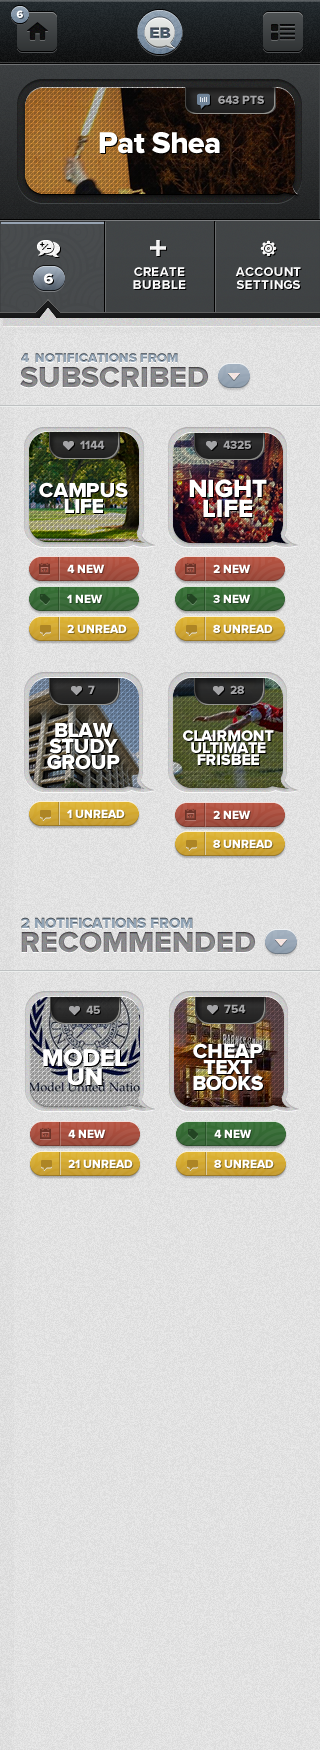 6
EB
643 PTS
Pat Shea
6
CREATE
BUBBLE
ACCOUNT
SETTINGS
4 NOTIFICATIONS FROM
SUBSCRIBED
1144
CAMPUS
LIFE
4325
NIGHT
LIFE
4 NEW
1 NEW
2 UNREAD
2 NEW
3 NEW
8 UNREAD
7
BLAW
STUDY
GROUP
28
CLAIRMONT
ULTIMATE
FRISBEE
1 UNREAD
2 NEW
8 UNREAD
2 NOTIFICATIONS FROM
RECOMMENDED
45
MODEL
UN
Model United Natio
754
CHEAP
TEXT
BOOKS
4 NEW
21 UNREAD
4 NEW
8 UNREAD